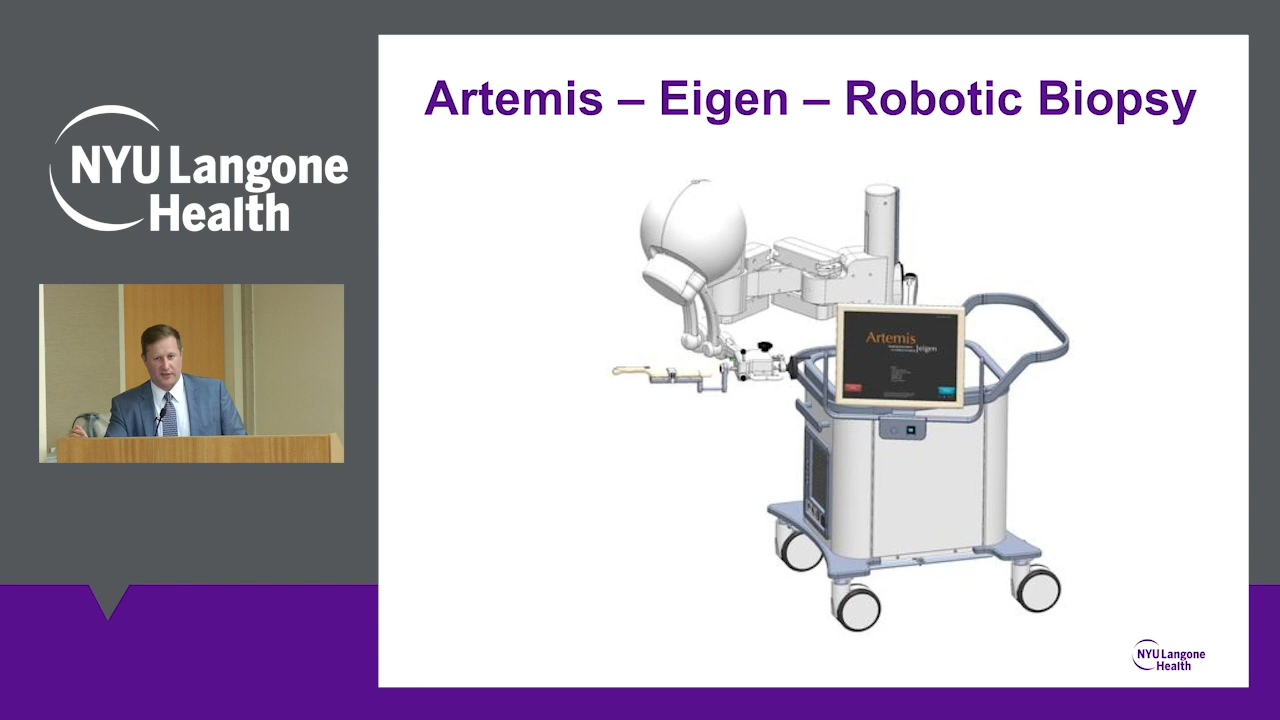 NYU Langone
Health
Artemis – Eigen – Robotic Biopsy
Artemis
eigen
NYU Langone
Health